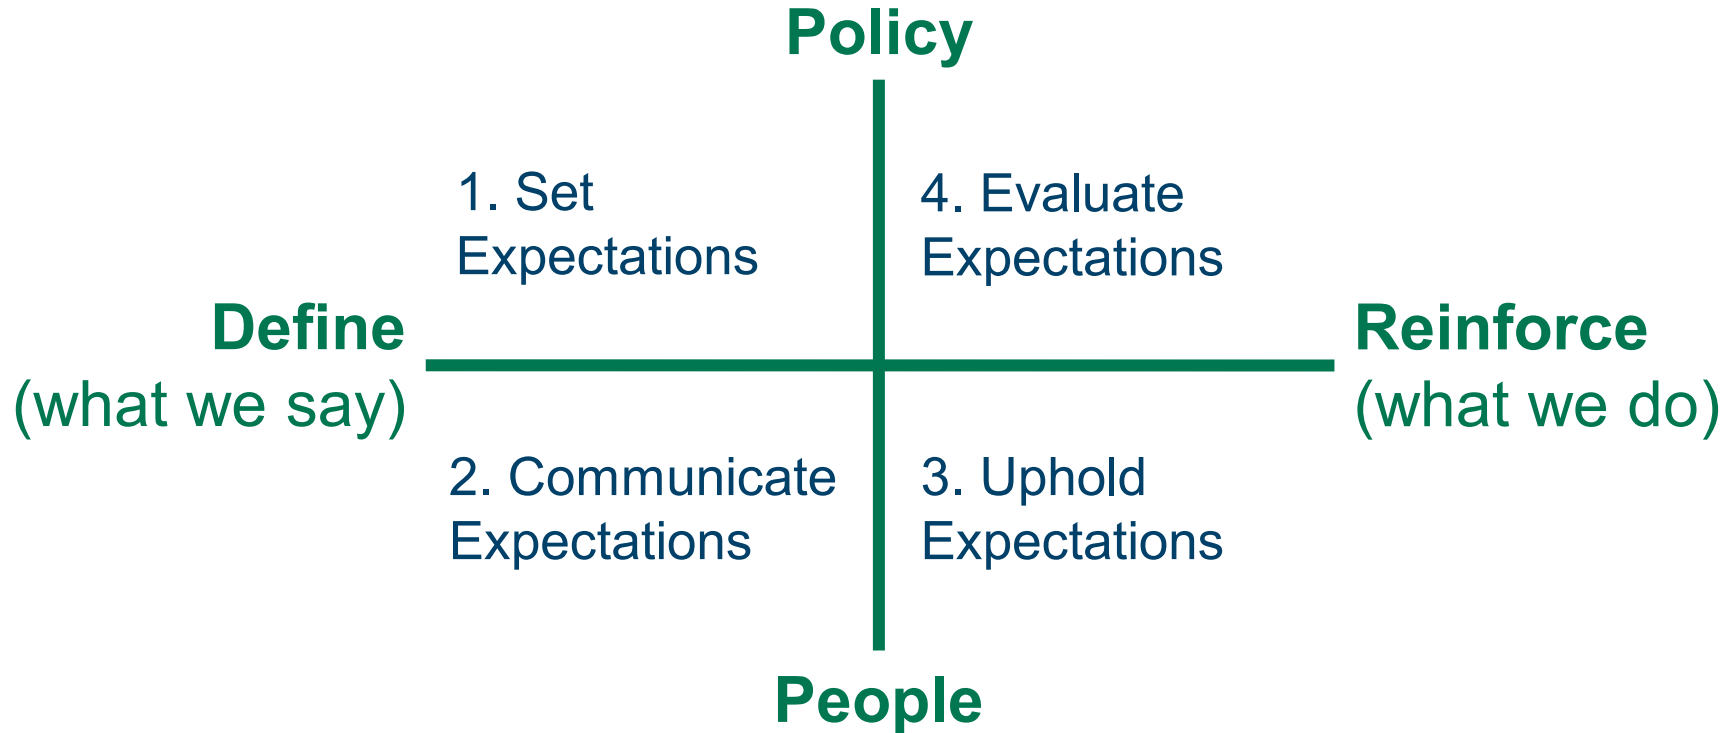 Policy
1. Set
Expectations
4. Evaluate
Expectations
Define
(what we say)
Reinforce
(what we do)
2. Communicate
Expectations
3. Uphold
Expectations
People